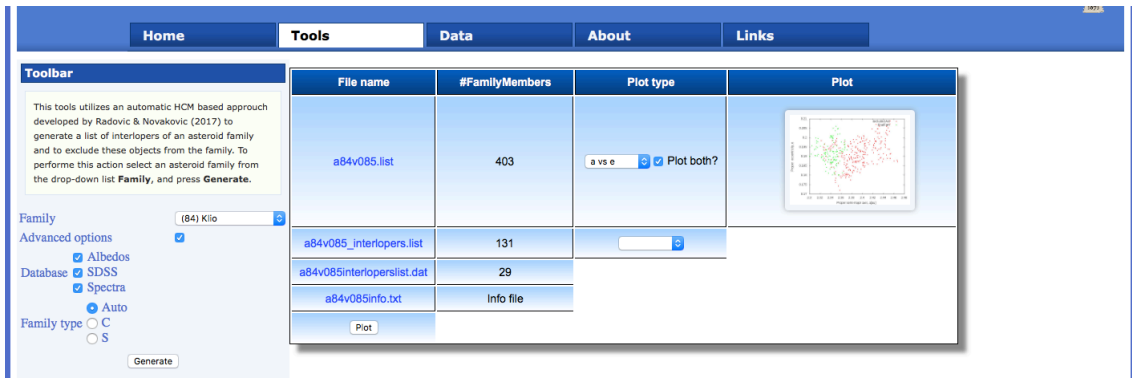 1871
Home Tools Data About Links
Toolbar
This tools utilizes an automatic HCM based approuch
developed by Radovic & Novakovic (2017) to
generate a list of interlopers of an asteroid family
and to exclude these objects from the family. To
performe this action select an asteroid family from
the drop-down list Family, and press Generate.
Family (84) Klio
Advanced options
Albedos
Database SDSS
Spectra
Auto
Family type C
S
Generate
File name #FamilyMembers Plot type Plot
a84v085.list 403 a vs e Plot both?
a84v085_interlopers.list 131
a84v085interloperslist.dat 29
a84v085info.txt Info file
Plot